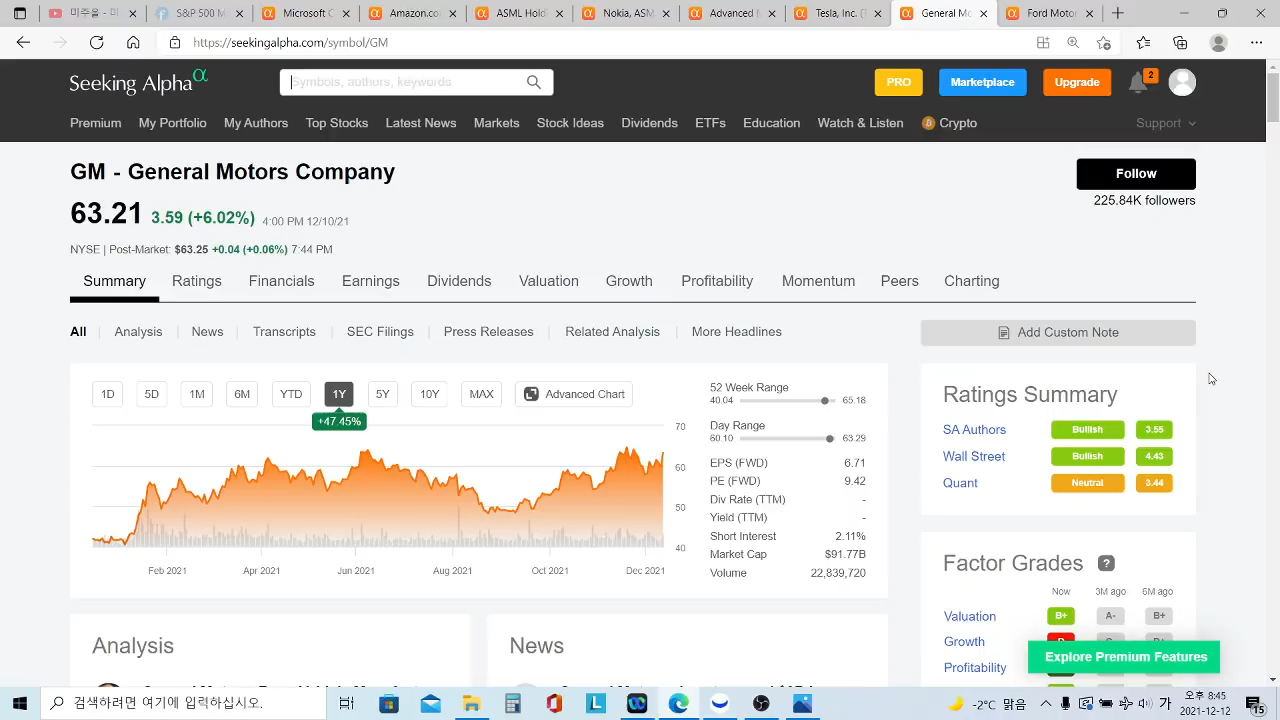 S&P500 M
Microsoft C
Amazon.co
ASML Hold
Nokia, ASM
Advanced
Tesla, Inc. (
General Mo
Ford Motor
https://seekingalpha.com/symbol/GM
Seeking Alpha α
Symbols, authors, keywords
PRO
Marketplace
Upgrade
2
Premium
My Portfolio
My Authors
Top Stocks
Latest News
Markets
Stock Ideas
Dividends
ETFs
Education
Watch & Listen
Crypto
Support
GM - General Motors Company
Follow
225.84K followers
63.21 3.59 (+6.02%) 4:00 PM 12/10/21
NYSE | Post-Market: $63.25 +0.04 (+0.06%) 7:44 PM
Summary
Ratings
Financials
Earnings
Dividends
Valuation
Growth
Profitability
Momentum
Peers
Charting
All
Analysis
News
Transcripts
SEC Filings
Press Releases
Related Analysis
More Headlines
Add Custom Note
1D
5D
1M
6M
YTD
1Y
5Y
10Y
MAX
Advanced Chart
+47.45%
70
60
50
40
Feb 2021
Apr 2021
Jun 2021
Aug 2021
Oct 2021
Dec 2021
52 Week Range
40.04 65.18
Day Range
60.10 63.29
EPS (FWD) 6.71
PE (FWD) 9.42
Div Rate (TTM) -
Yield (TTM) -
Short Interest 2.11%
Market Cap $91.77B
Volume 22,839,720
Ratings Summary
SA Authors Bullish 3.55
Wall Street Bullish 4.43
Quant Neutral 3.44
Factor Grades ?
Now 3M ago 6M ago
Valuation B+ A- B+
Growth
Profitability
Explore Premium Features
Analysis
News
검색하려면 여기에 입력하십시오.
-2°C 맑음
오후 8:45
2021-12-12
15